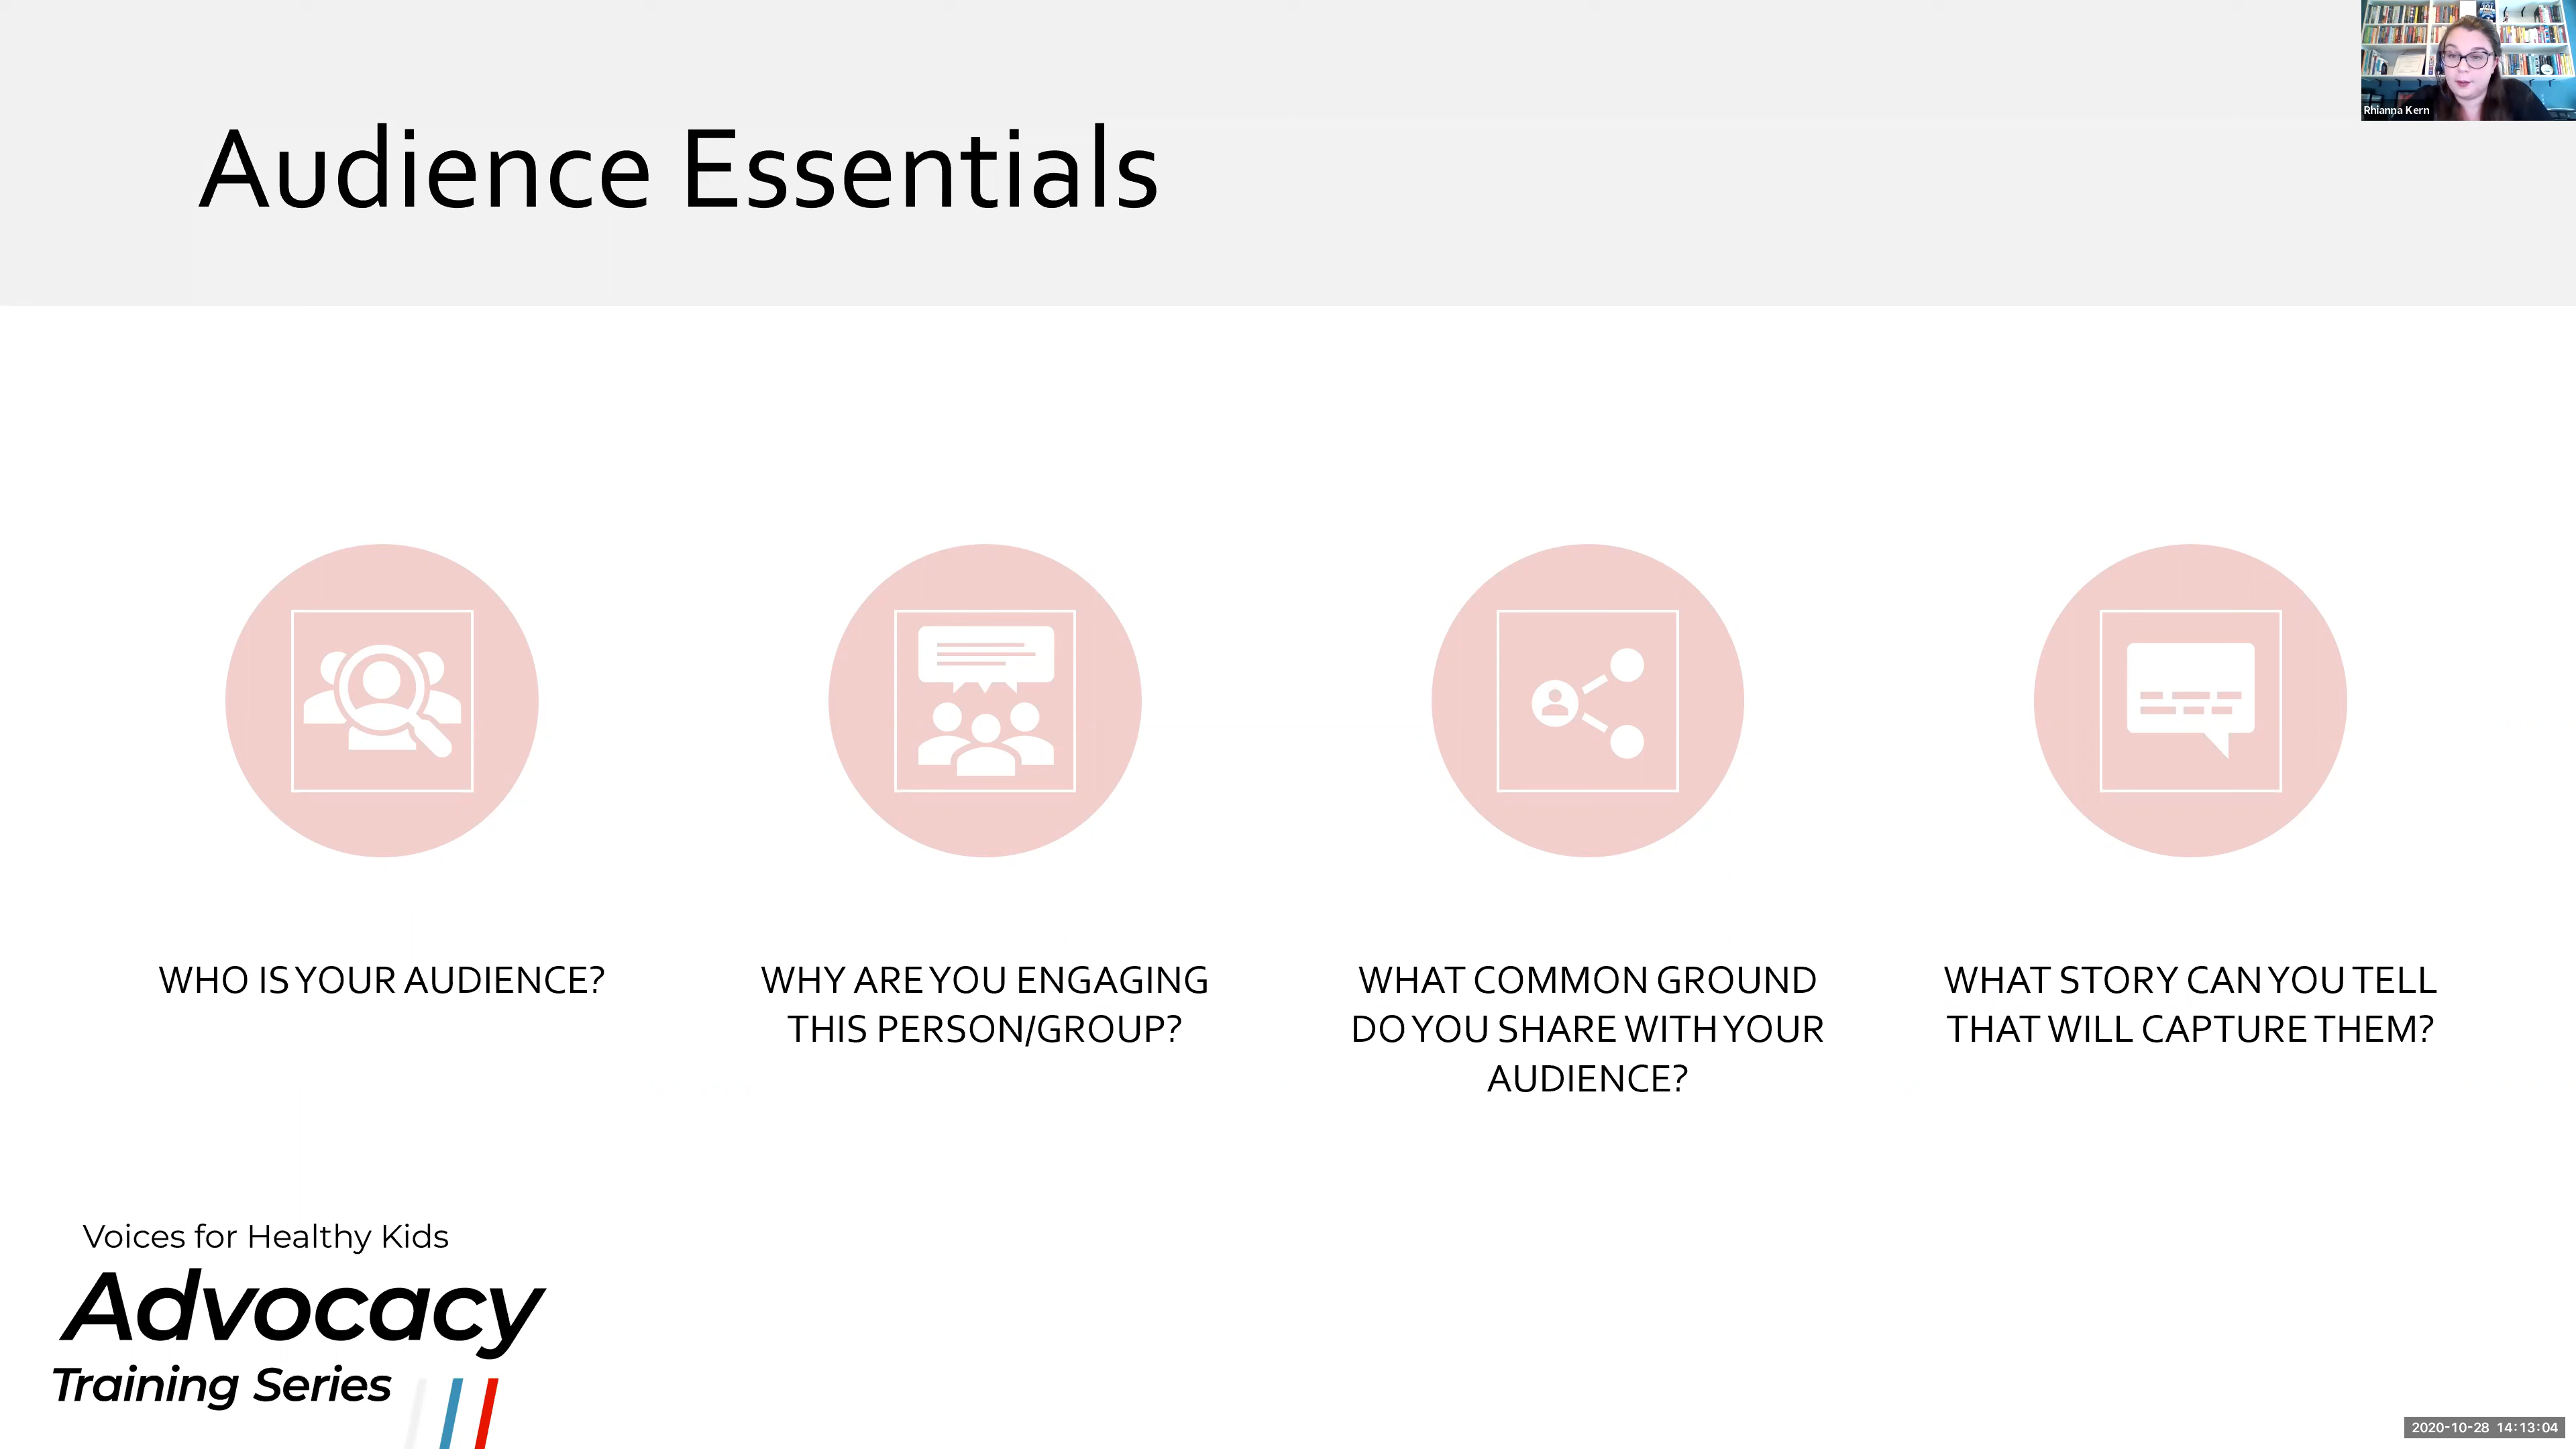 Rhianna Kern
Audience Essentials
WHO IS YOUR AUDIENCE?
WHY ARE YOU ENGAGING
THIS PERSON/GROUP?
WHAT COMMON GROUND
DO YOU SHARE WITH YOUR
AUDIENCE?
WHAT STORY CAN YOU TELL
THAT WILL CAPTURE THEM?
Voices for Healthy Kids
Advocacy
Training Series
2020-10-28 14:13:04